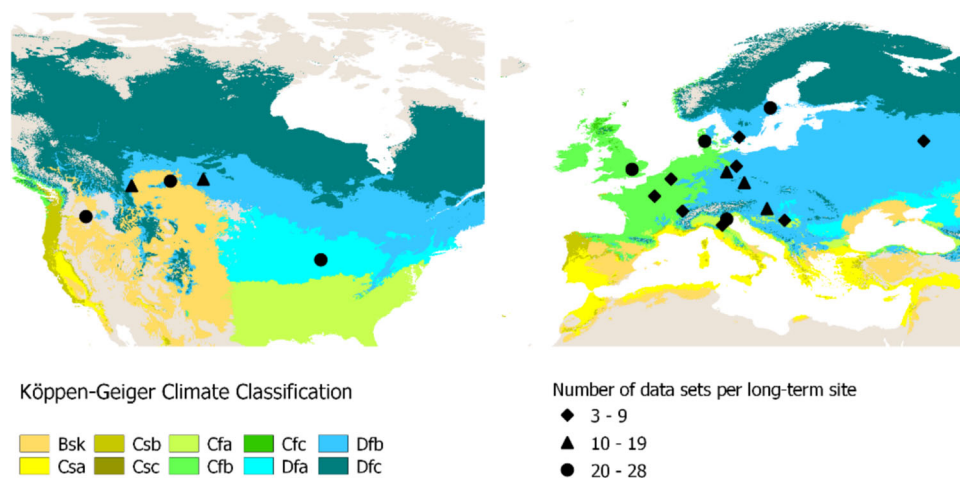 Köppen-Geiger Climate Classification
Bsk Csb Cfa Cfc Dfb
Csa Csc Cfb Dfa Dfc
Number of data sets per long-term site
3 - 9
10 - 19
20 - 28